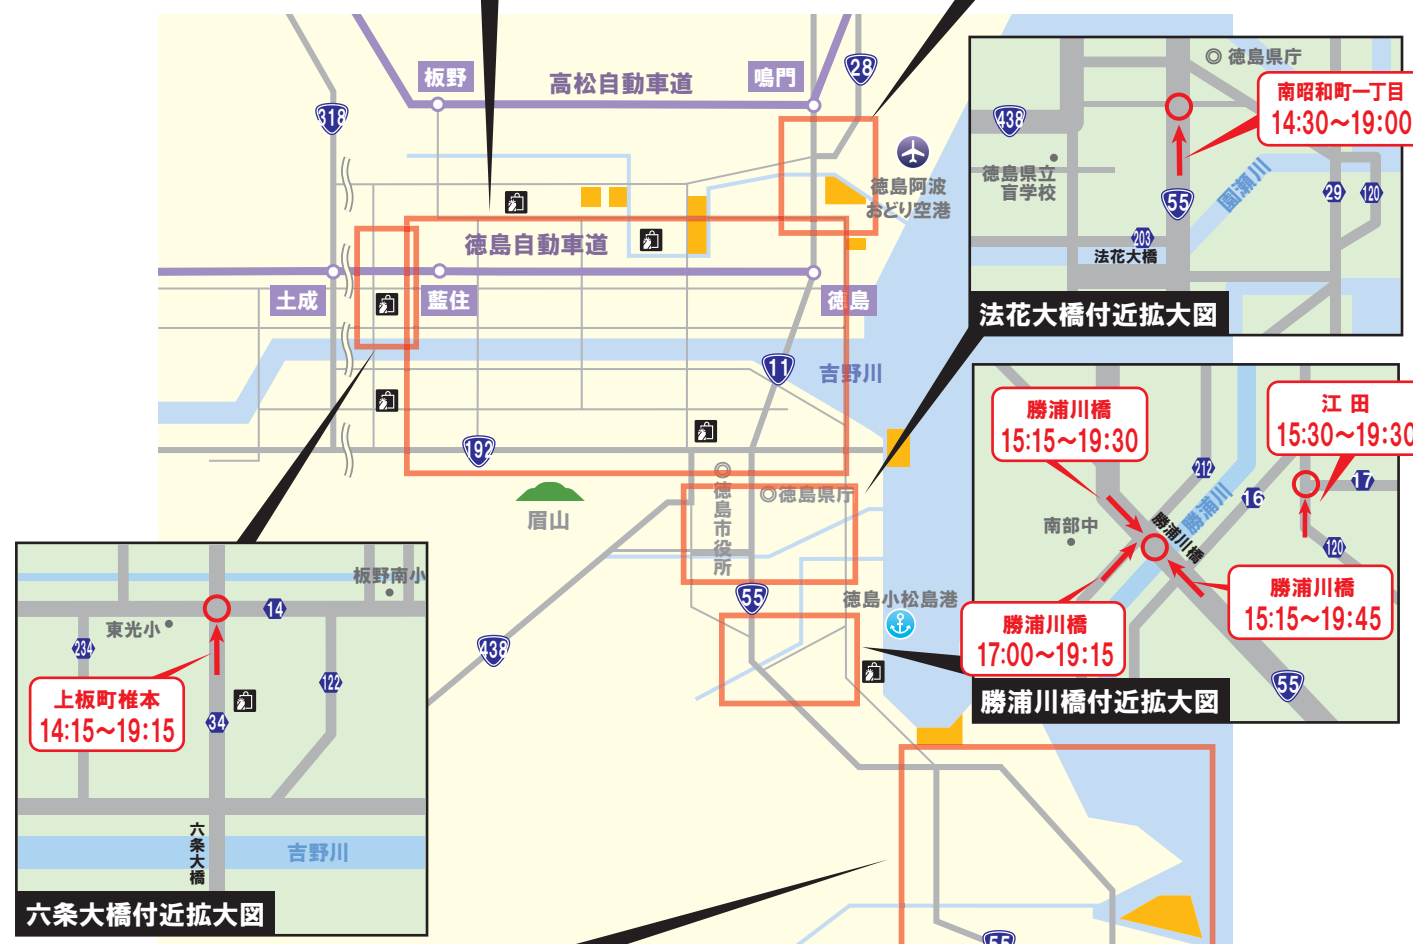 318
板野
高松自動車道
鳴門
28
徳島阿波
おどり空港
徳島自動車道
土成
藍住
徳島
11
吉野川
192
眉山
◎徳島市役所
◎徳島県庁
55
438
徳島小松島港
55
◎徳島県庁
南昭和町一丁目
14:30〜19:00
438
徳島県立
盲学校
55
園瀬川
29
120
203
法花大橋
法花大橋付近拡大図
勝浦川橋
15:15〜19:30
江 田
15:30〜19:30
212
16
17
勝浦川
南部中
勝浦川橋
120
勝浦川橋
15:15〜19:45
勝浦川橋
17:00〜19:15
55
勝浦川橋付近拡大図
板野南小
14
東光小
234
122
上板町椎本
14:15〜19:15
34
六条大橋
吉野川
六条大橋付近拡大図